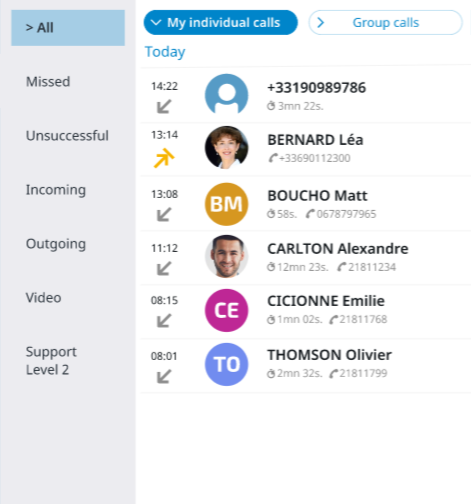 > All
Missed
Unsuccessful
Incoming
Outgoing
Video
Support
Level 2
My individual calls
Group calls
Today
14:22
+33190989786
3mn 22s.
13:14
BERNARD Léa
+33690112300
13:08
BM
BOUCHO Matt
58s. 0678797965
11:12
CARLTON Alexandre
12mn 23s. 21811234
08:15
CE
CICIONNE Emilie
1mn 02s. 21811768
08:01
TO
THOMSON Olivier
2mn 32s. 21811799